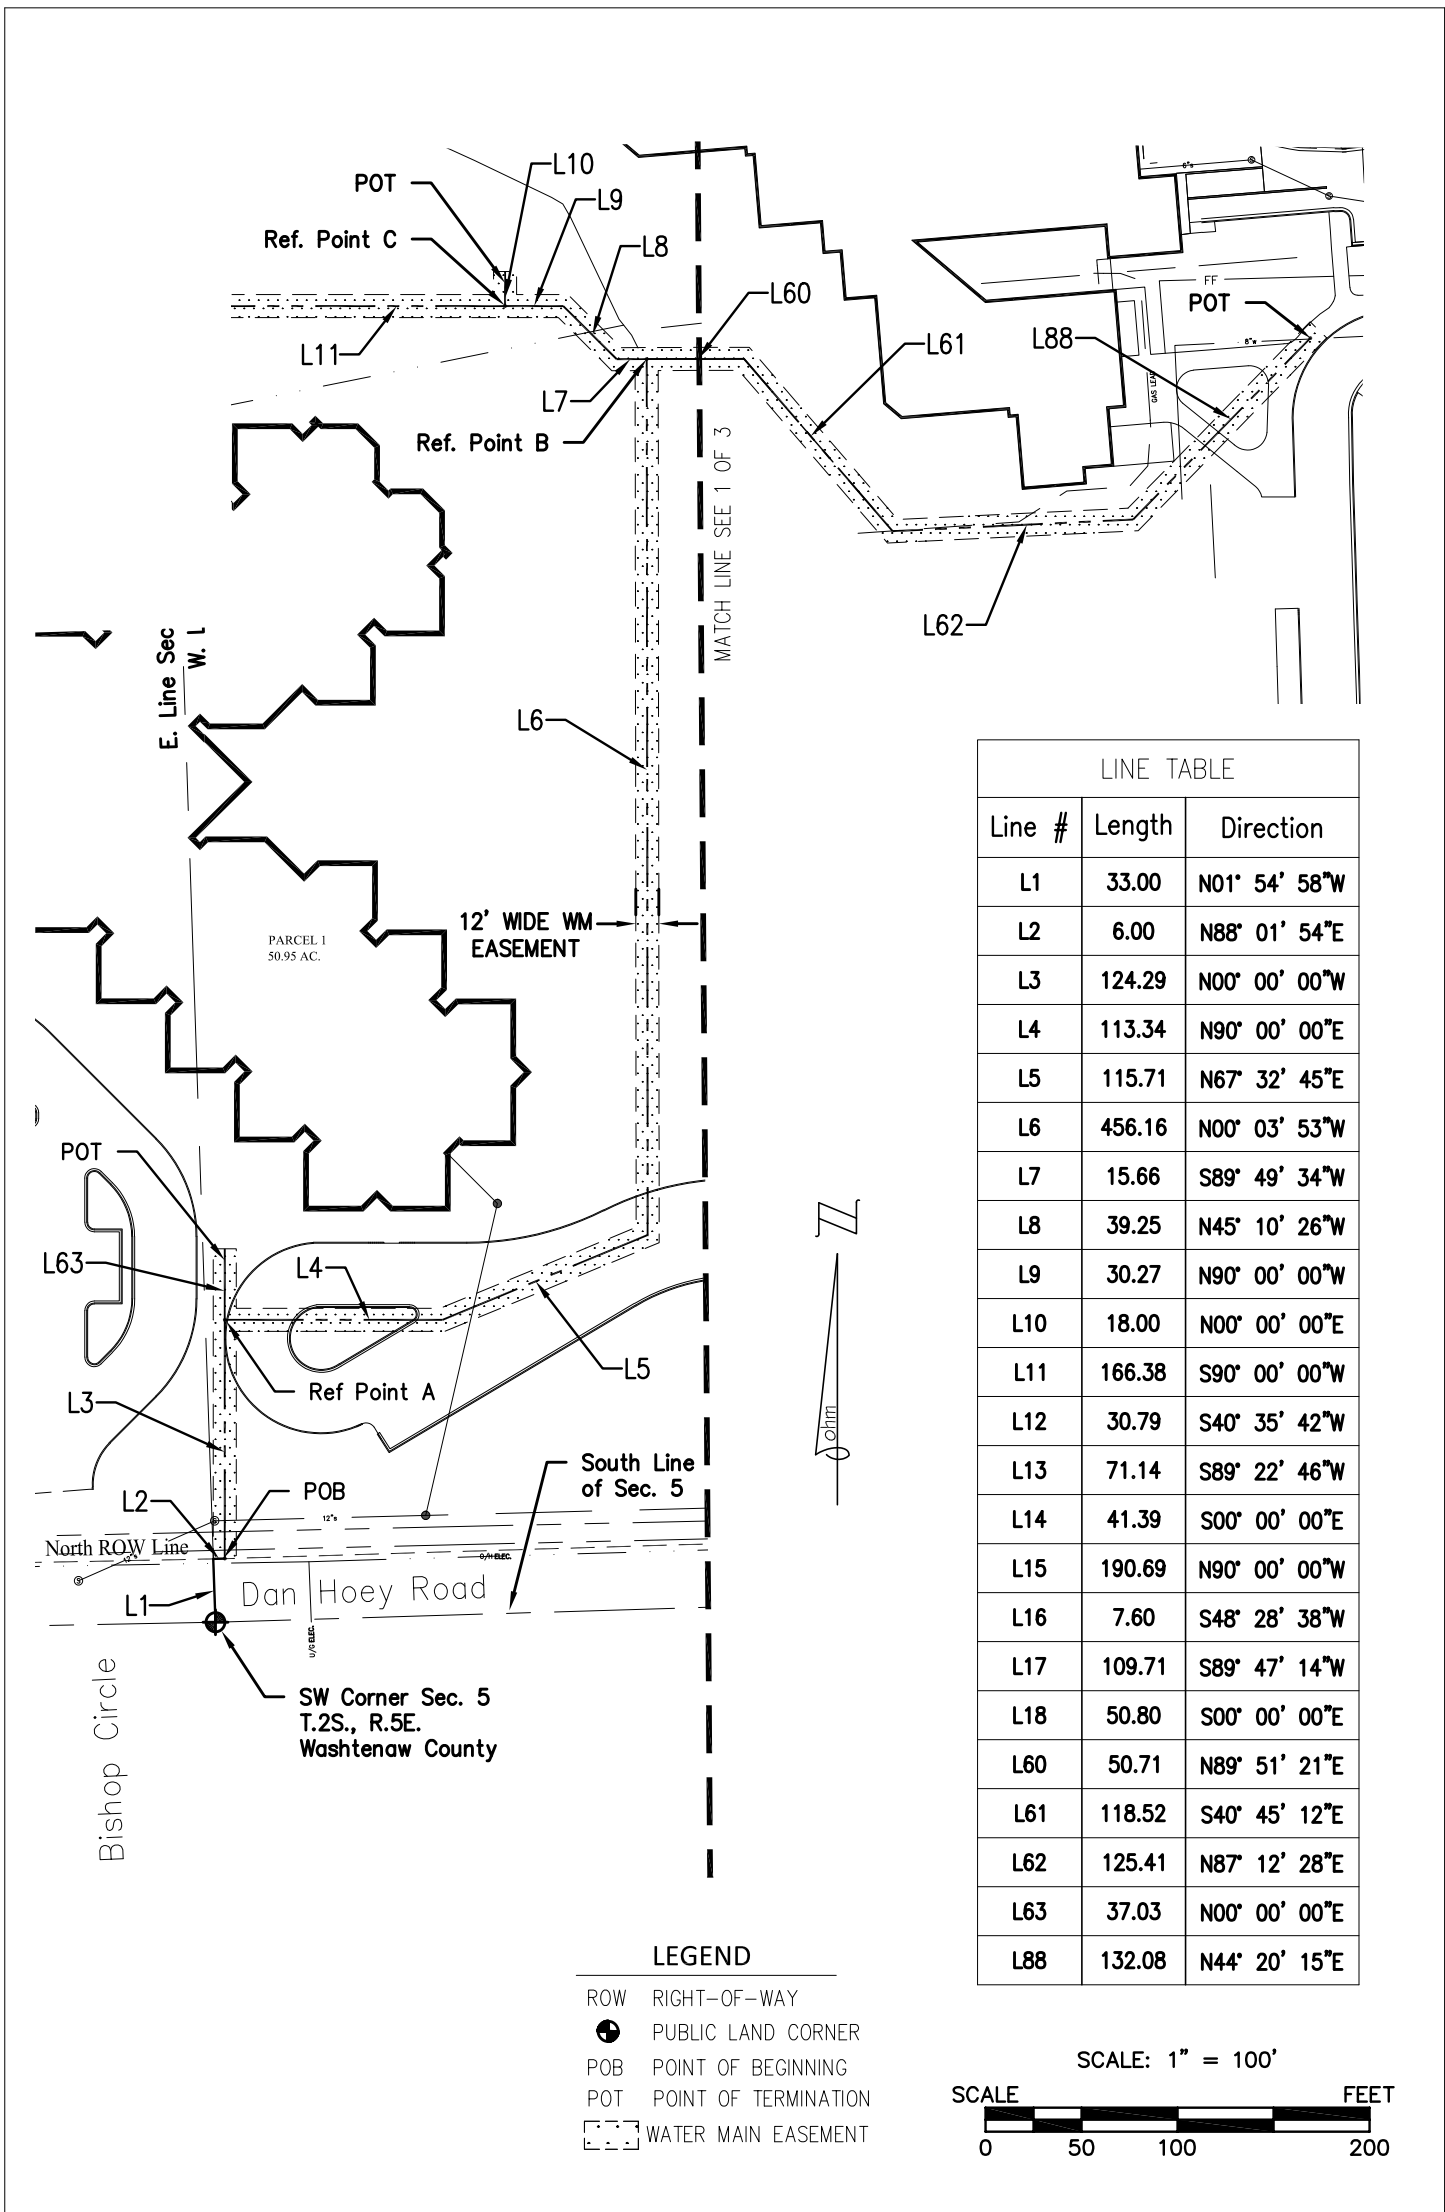 L10
POT
L9
Ref. Point C
L8
L60
FF
POT
L88
L61
L11
8"w
GAS LEAD
L7
Ref. Point B
MATCH LINE SEE 1 OF 3
L62
E. Line Sec
W. L
L6
12' WIDE WM
EASEMENT
PARCEL 1
50.95 AC.
POT
L63
L4
L5
Ref Point A
L3
ohm
South Line
of Sec. 5
POB
L2
12"s
North ROW Line
12"s
O/H ELEC.
Dan Hoey Road
L1
U/G ELEC.
Bishop Circle
SW Corner Sec. 5
T.2S., R.5E.
Washtenaw County
LINE TABLE
Line # Length Direction
L1 33.00 N01° 54' 58"W
L2 6.00 N88° 01' 54"E
L3 124.29 N00° 00' 00"W
L4 113.34 N90° 00' 00"E
L5 115.71 N67° 32' 45"E
L6 456.16 N00° 03' 53"W
L7 15.66 S89° 49' 34"W
L8 39.25 N45° 10' 26"W
L9 30.27 N90° 00' 00"W
L10 18.00 N00° 00' 00"E
L11 166.38 S90° 00' 00"W
L12 30.79 S40° 35' 42"W
L13 71.14 S89° 22' 46"W
L14 41.39 S00° 00' 00"E
L15 190.69 N90° 00' 00"W
L16 7.60 S48° 28' 38"W
L17 109.71 S89° 47' 14"W
L18 50.80 S00° 00' 00"E
L60 50.71 N89° 51' 21"E
L61 118.52 S40° 45' 12"E
L62 125.41 N87° 12' 28"E
L63 37.03 N00° 00' 00"E
L88 132.08 N44° 20' 15"E
LEGEND
ROW RIGHT-OF-WAY
PUBLIC LAND CORNER
POB POINT OF BEGINNING
POT POINT OF TERMINATION
WATER MAIN EASEMENT
SCALE: 1" = 100'
SCALE FEET
0 50 100 200